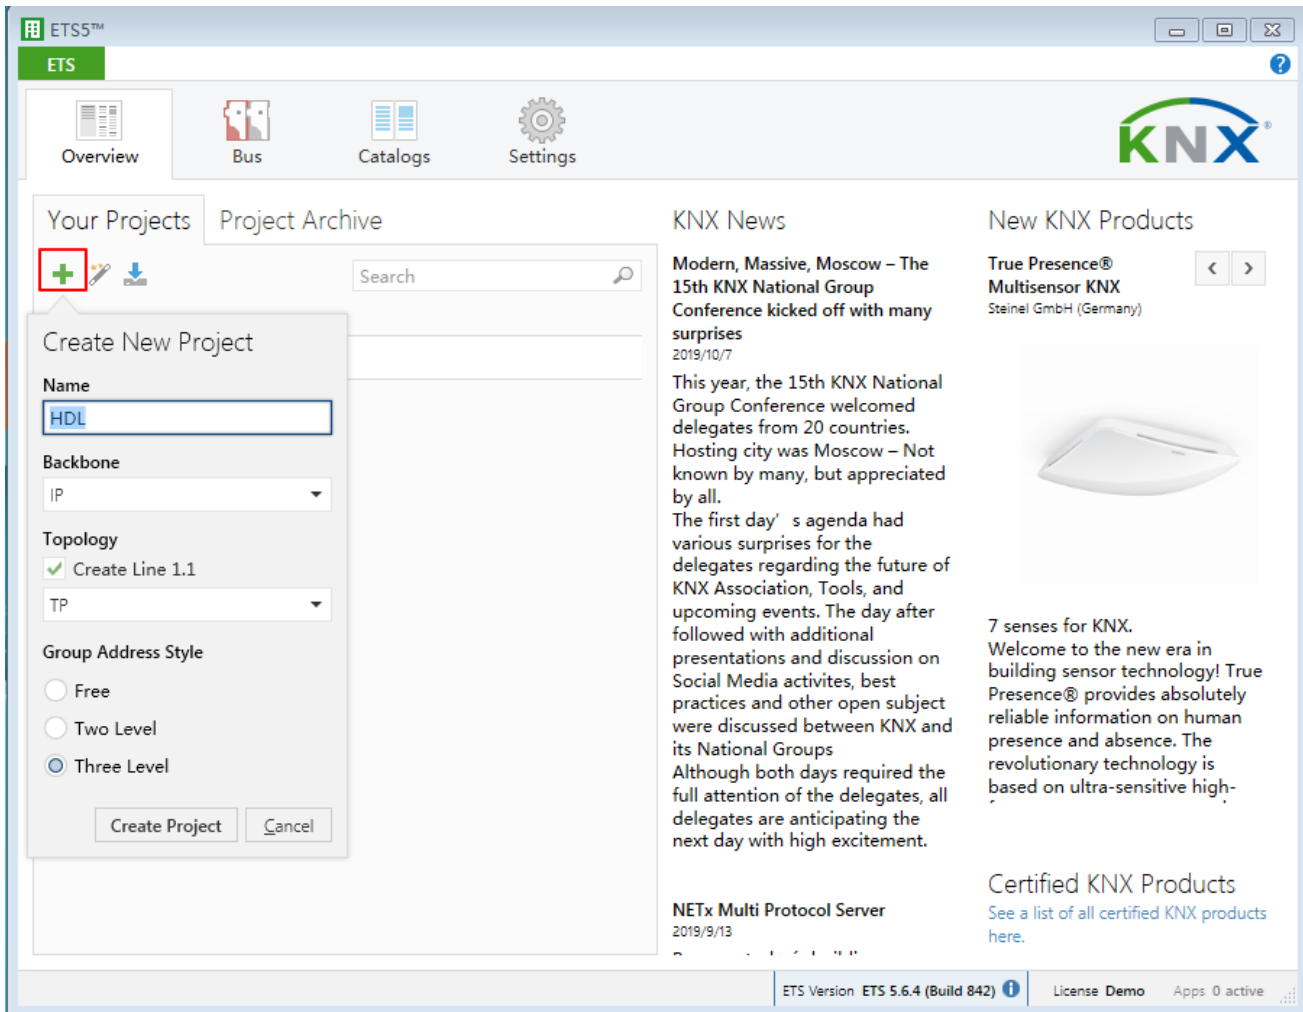 ETS5™
ETS
Overview
Bus
Catalogs
Settings
KNX®
Your Projects
Project Archive
Search
Create New Project
Name
HDL
Backbone
IP
Topology
Create Line 1.1
TP
Group Address Style
Free
Two Level
Three Level
Create Project
Cancel
KNX News
Modern, Massive, Moscow – The
15th KNX National Group
Conference kicked off with many
surprises
2019/10/7
This year, the 15th KNX National
Group Conference welcomed
delegates from 20 countries.
Hosting city was Moscow – Not
known by many, but appreciated
by all.
The first day' s agenda had
various surprises for the
delegates regarding the future of
KNX Association, Tools, and
upcoming events. The day after
followed with additional
presentations and discussion on
Social Media activites, best
practices and other open subject
were discussed between KNX and
its National Groups
Although both days required the
full attention of the delegates, all
delegates are anticipating the
next day with high excitement.
NETx Multi Protocol Server
2019/9/13
New KNX Products
True Presence®
Multisensor KNX
Steinel GmbH (Germany)
7 senses for KNX.
Welcome to the new era in
building sensor technology! True
Presence® provides absolutely
reliable information on human
presence and absence. The
revolutionary technology is
based on ultra-sensitive high-
Certified KNX Products
See a list of all certified KNX products
here.
ETS Version ETS 5.6.4 (Build 842)
License Demo
Apps 0 active